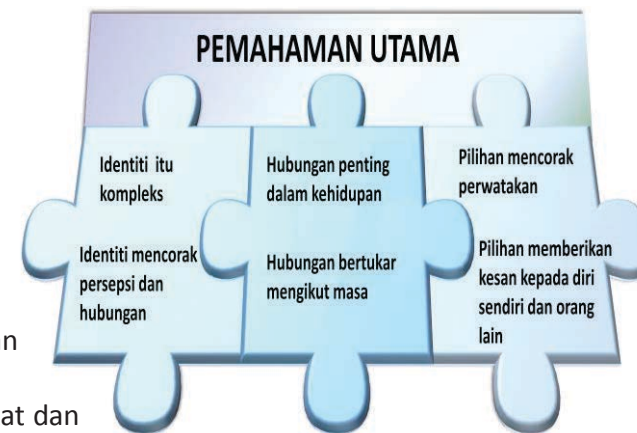 PEMAHAMAN UTAMA
Identiti itu
kompleks
Identiti mencorak
persepsi dan
hubungan
Hubungan penting
dalam kehidupan
Hubungan bertukar
mengikut masa
Pilihan mencorak
perwatakan
Pilihan memberikan
kesan kepada diri
sendiri dan orang
lain
dan